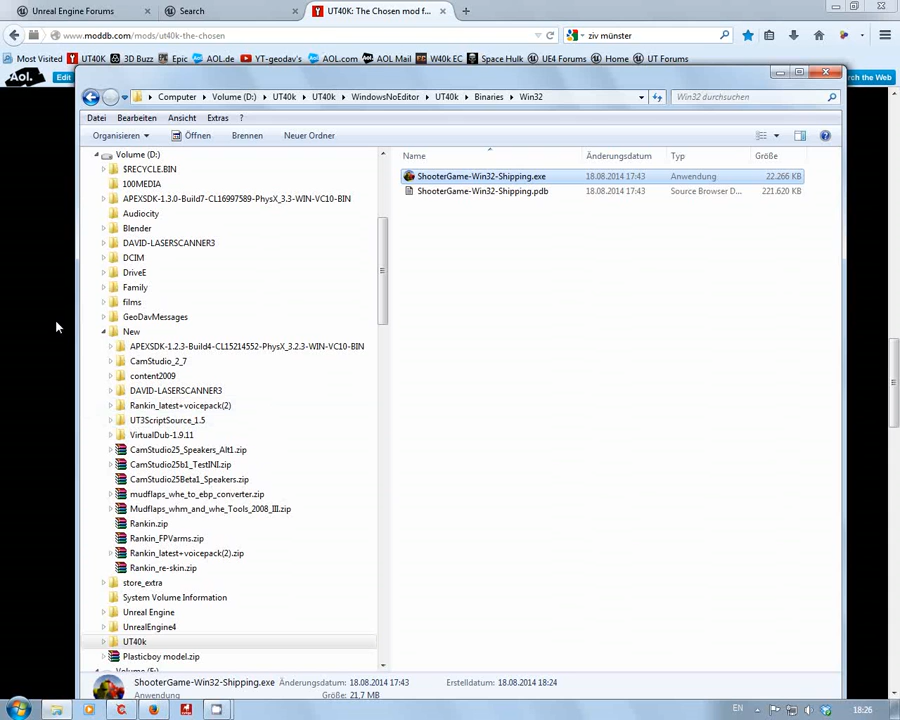 Unreal Engine Forums × Search × UT40K: The Chosen mod f... × +
www.moddb.com/mods/ut40k-the-chosen
ziv münster
Most Visited UT40K 3D Buzz Epic AOL.de YT-geodav's AOL.com AOL Mail W40k EC Space Hulk UE4 Forums Home UT Forums
Aol. Edit
ch the Web
Computer Volume (D:) UT40k UT40k WindowsNoEditor UT40k Binaries Win32
Win32 durchsuchen
Datei Bearbeiten Ansicht Extras ?
Organisieren Öffnen Brennen Neuer Ordner
Name Änderungsdatum Typ Größe
ShooterGame-Win32-Shipping.exe 18.08.2014 17:43 Anwendung 22.266 KB
ShooterGame-Win32-Shipping.pdb 18.08.2014 17:43 Source Browser D... 221.620 KB
Volume (D:)
$RECYCLE.BIN
100MEDIA
APEXSDK-1.3.0-Build7-CL16997589-PhysX_3.3-WIN-VC10-BIN
Audiocity
Blender
DAVID-LASERSCANNER3
DCIM
DriveE
Family
films
GeoDavMessages
New
APEXSDK-1.2.3-Build4-CL15214552-PhysX_3.2.3-WIN-VC10-BIN
CamStudio_2_7
content2009
DAVID-LASERSCANNER3
Rankin_latest+voicepack(2)
UT3ScriptSource_1.5
VirtualDub-1.9.11
CamStudio25_Speakers_Alt1.zip
CamStudio25b1_TestINI.zip
CamStudio25Beta1_Speakers.zip
mudflaps_whe_to_ebp_converter.zip
Mudflaps_whm_and_whe_Tools_2008_III.zip
Rankin.zip
Rankin_FPVarms.zip
Rankin_latest+voicepack(2).zip
Rankin_re-skin.zip
store_extra
System Volume Information
Unreal Engine
UnrealEngine4
UT40k
Plasticboy model.zip
ShooterGame-Win32-Shipping.exe Änderungsdatum: 18.08.2014 17:43 Erstelldatum: 18.08.2014 18:24
Anwendung Größe: 21,7 MB
EN 18:26